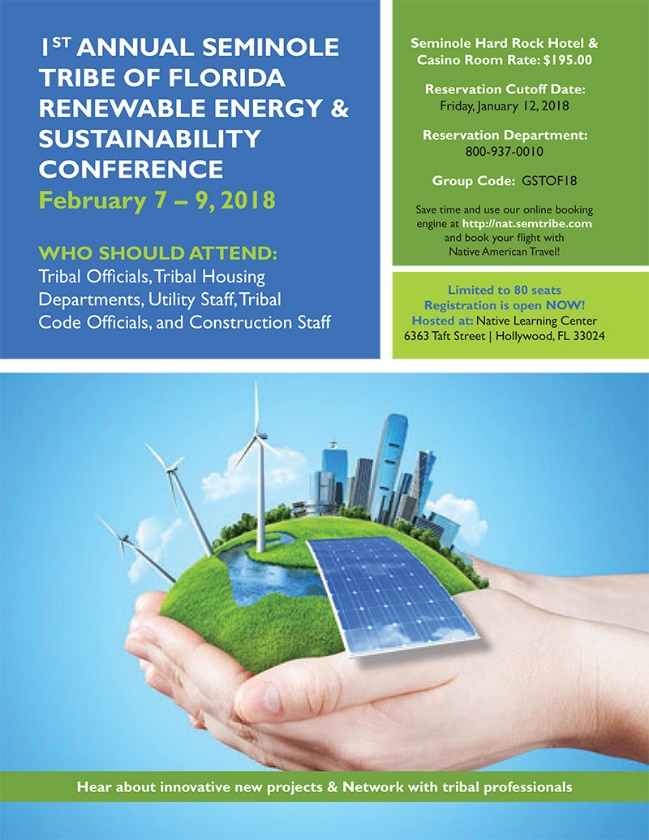 1ST ANNUAL SEMINOLE
TRIBE OF FLORIDA
RENEWABLE ENERGY &
SUSTAINABILITY
CONFERENCE
February 7 – 9, 2018
WHO SHOULD ATTEND:
Tribal Officials, Tribal Housing
Departments, Utility Staff, Tribal
Code Officials, and Construction Staff
Seminole Hard Rock Hotel &
Casino Room Rate: $195.00
Reservation Cutoff Date:
Friday, January 12, 2018
Reservation Department:
800-937-0010
Group Code: GSTOF18
Save time and use our online booking
engine at http://nat.semtribe.com
and book your flight with
Native American Travel!
Limited to 80 seats
Registration is open NOW!
Hosted at: Native Learning Center
6363 Taft Street | Hollywood, FL 33024
Hear about innovative new projects & Network with tribal professionals